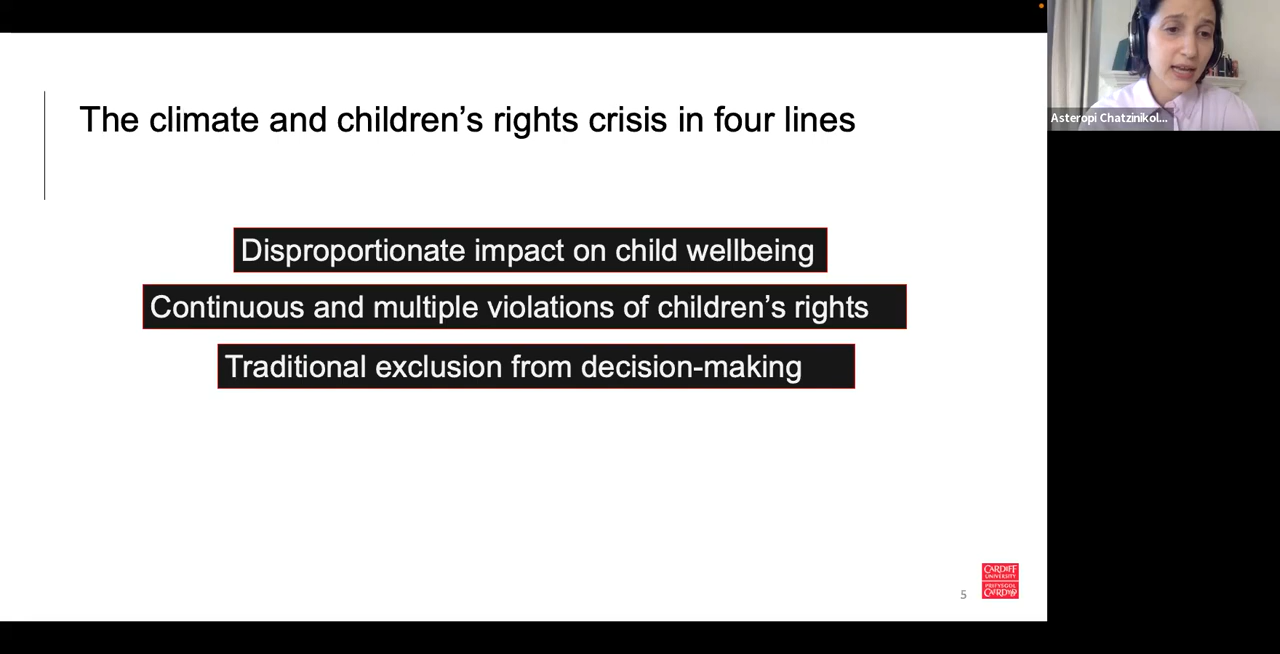 The climate and children’s rights crisis in four lines
Disproportionate impact on child wellbeing
Continuous and multiple violations of children’s rights
Traditional exclusion from decision-making
Asteropi Chatzinikol...
5
CARDIFF
UNIVERSITY
PRIFYSGOL
CAERDYDD